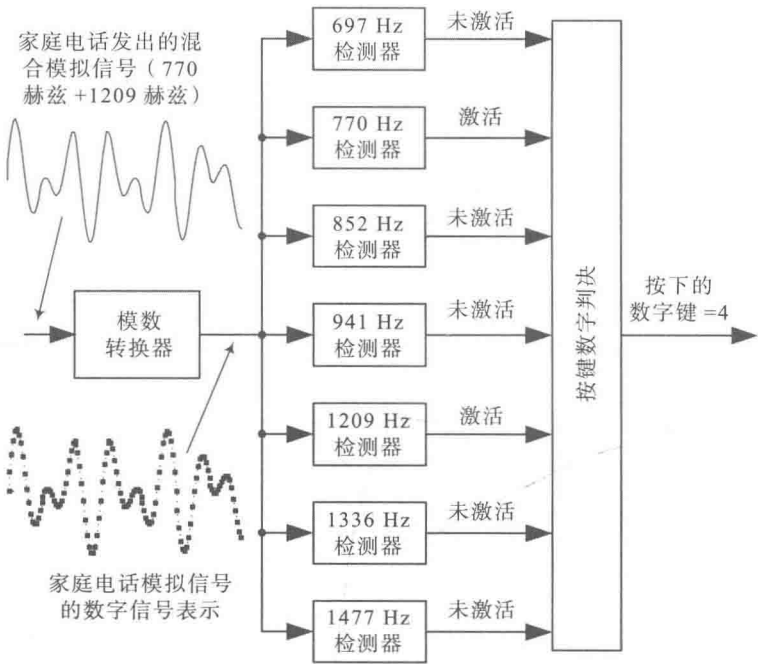 家庭电话发出的混
合模拟信号（770
赫兹+1209 赫兹）
697 Hz
检测器
未激活
770 Hz
检测器
激活
852 Hz
检测器
未激活
模数
转换器
941 Hz
检测器
未激活
按键数字判决
按下的
数字键=4
1209 Hz
检测器
激活
1336 Hz
检测器
未激活
家庭电话模拟信号
的数字信号表示
1477 Hz
检测器
未激活